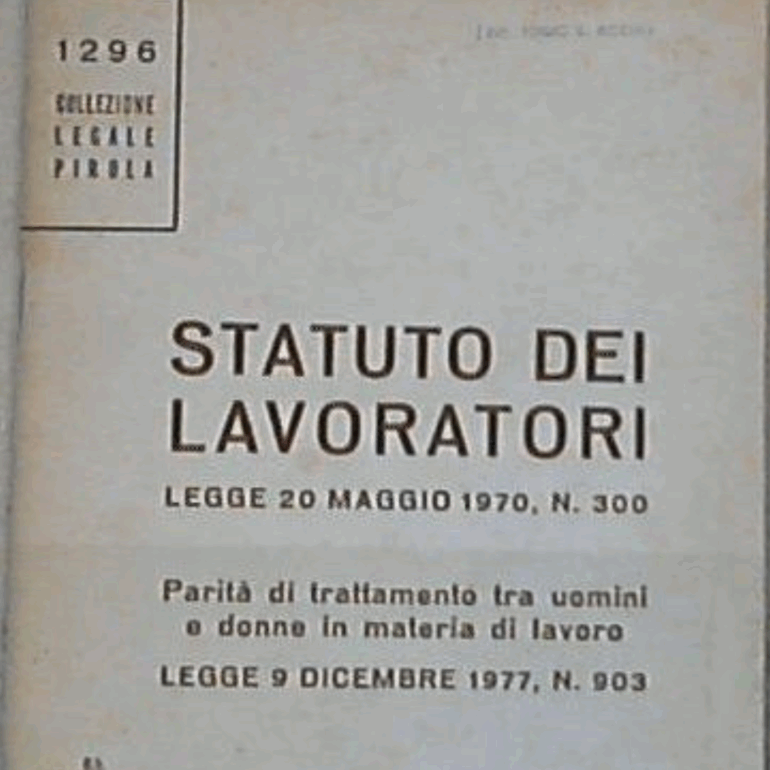 1296
COLLEZIONE
LEGALE
PIROLA
STATUTO DEI
LAVORATORI
LEGGE 20 MAGGIO 1970, N. 300
Parità di trattamento tra uomini
e donne in materia di lavoro
LEGGE 9 DICEMBRE 1977, N. 903